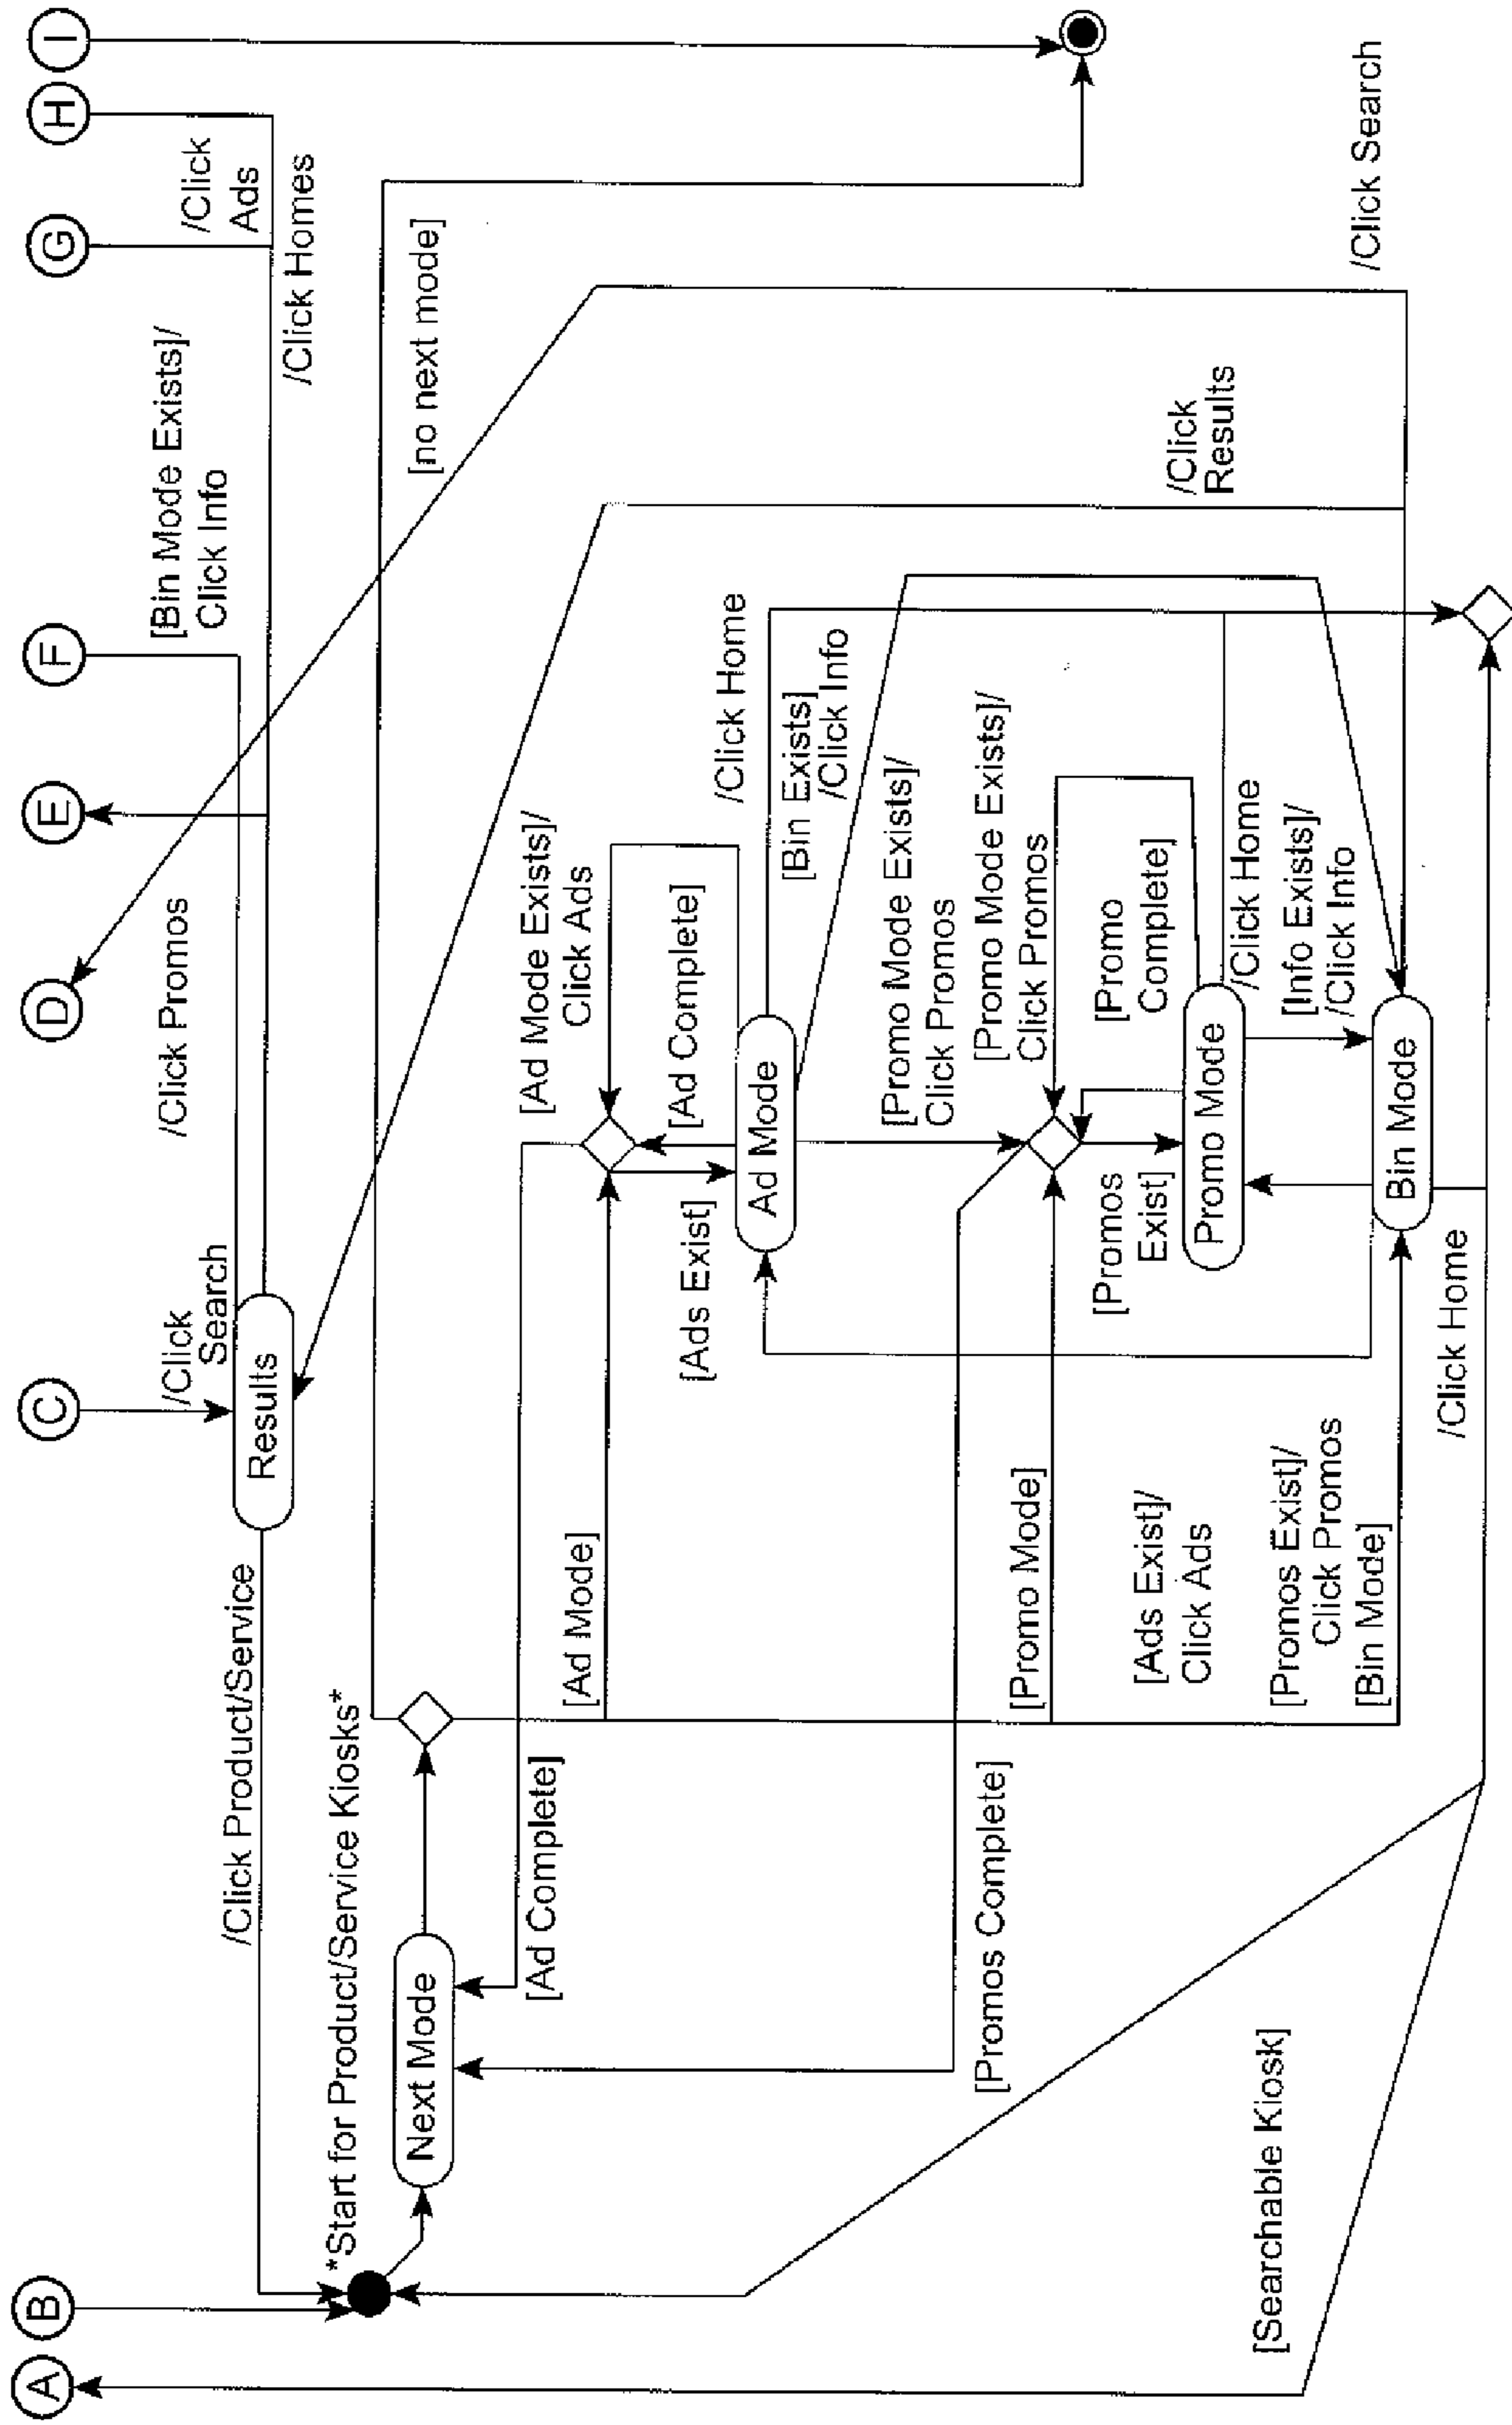 A
B
C
D
E
F
G
H
I
/Click Product/Service
/Click
Search
/Click Promos
[Bin Mode Exists]/
Click Info
/Click
Ads
/Click Homes
*Start for Product/Service Kiosks*
Results
[no next mode]
Next Mode
[Ad Complete]
[Ad Mode]
[Ad Mode Exists]/
Click Ads
[Ads Exist]
[Ad Complete]
Ad Mode
/Click Home
[Bin Exists]
/Click Info
[Promo Mode Exists]/
Click Promos
[Promo Mode Exists]/
Click Promos
[Promos Complete]
[Promo Mode]
[Promos
Exist]
[Promo
Complete]
Promo Mode
/Click Home
[Info Exists]/
/Click Info
/Click
Results
[Ads Exist]/
Click Ads
[Promos Exist]/
Click Promos
[Bin Mode]
Bin Mode
/Click Search
/Click Home
[Searchable Kiosk]